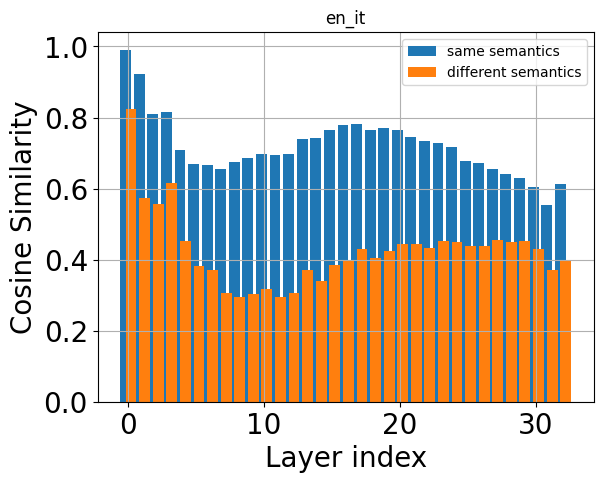 en_it
same semantics
different semantics
Cosine Similarity
1.0
0.8
0.6
0.4
0.2
0.0
0 10 20 30
Layer index